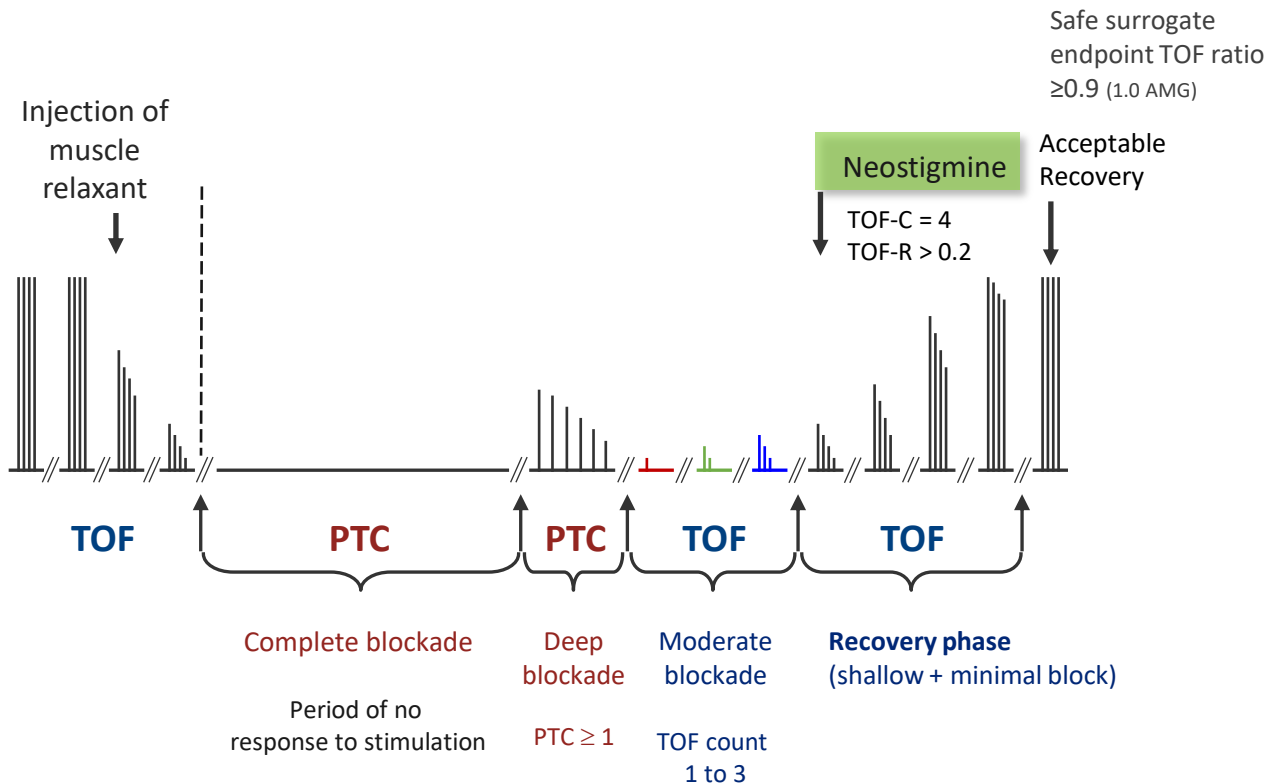 Safe surrogate
endpoint TOF ratio
≥0.9 (1.0 AMG)
Injection of
muscle
relaxant
Neostigmine
Acceptable
Recovery
TOF-C = 4
TOF-R > 0.2
TOF
PTC
PTC
TOF
TOF
Complete blockade
Period of no
response to stimulation
Deep
blockade
PTC ≥ 1
Moderate
blockade
TOF count
1 to 3
Recovery phase
(shallow + minimal block)